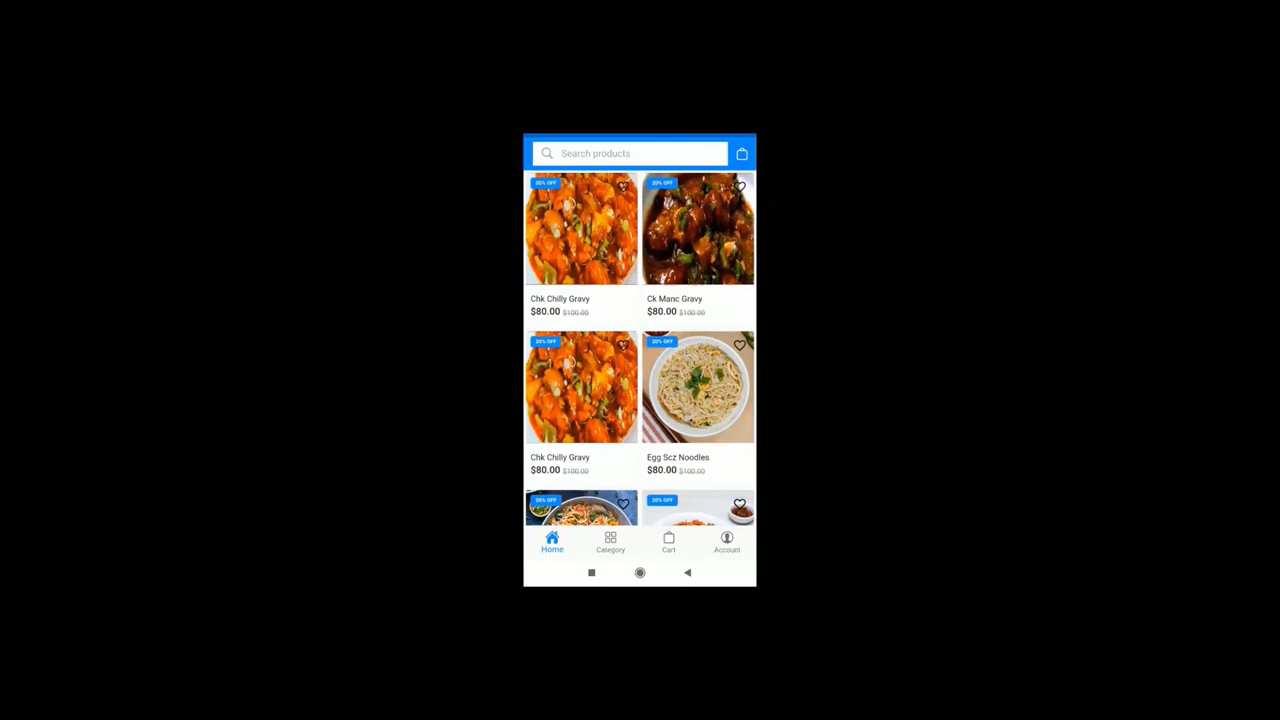 Search products
20% OFF
20% OFF
Chk Chilly Gravy
$80.00 $100.00
Ck Manc Gravy
$80.00 $100.00
20% OFF
20% OFF
Chk Chilly Gravy
$80.00 $100.00
Egg Scz Noodles
$80.00 $100.00
20% OFF
20% OFF
Home
Category
Cart
Account